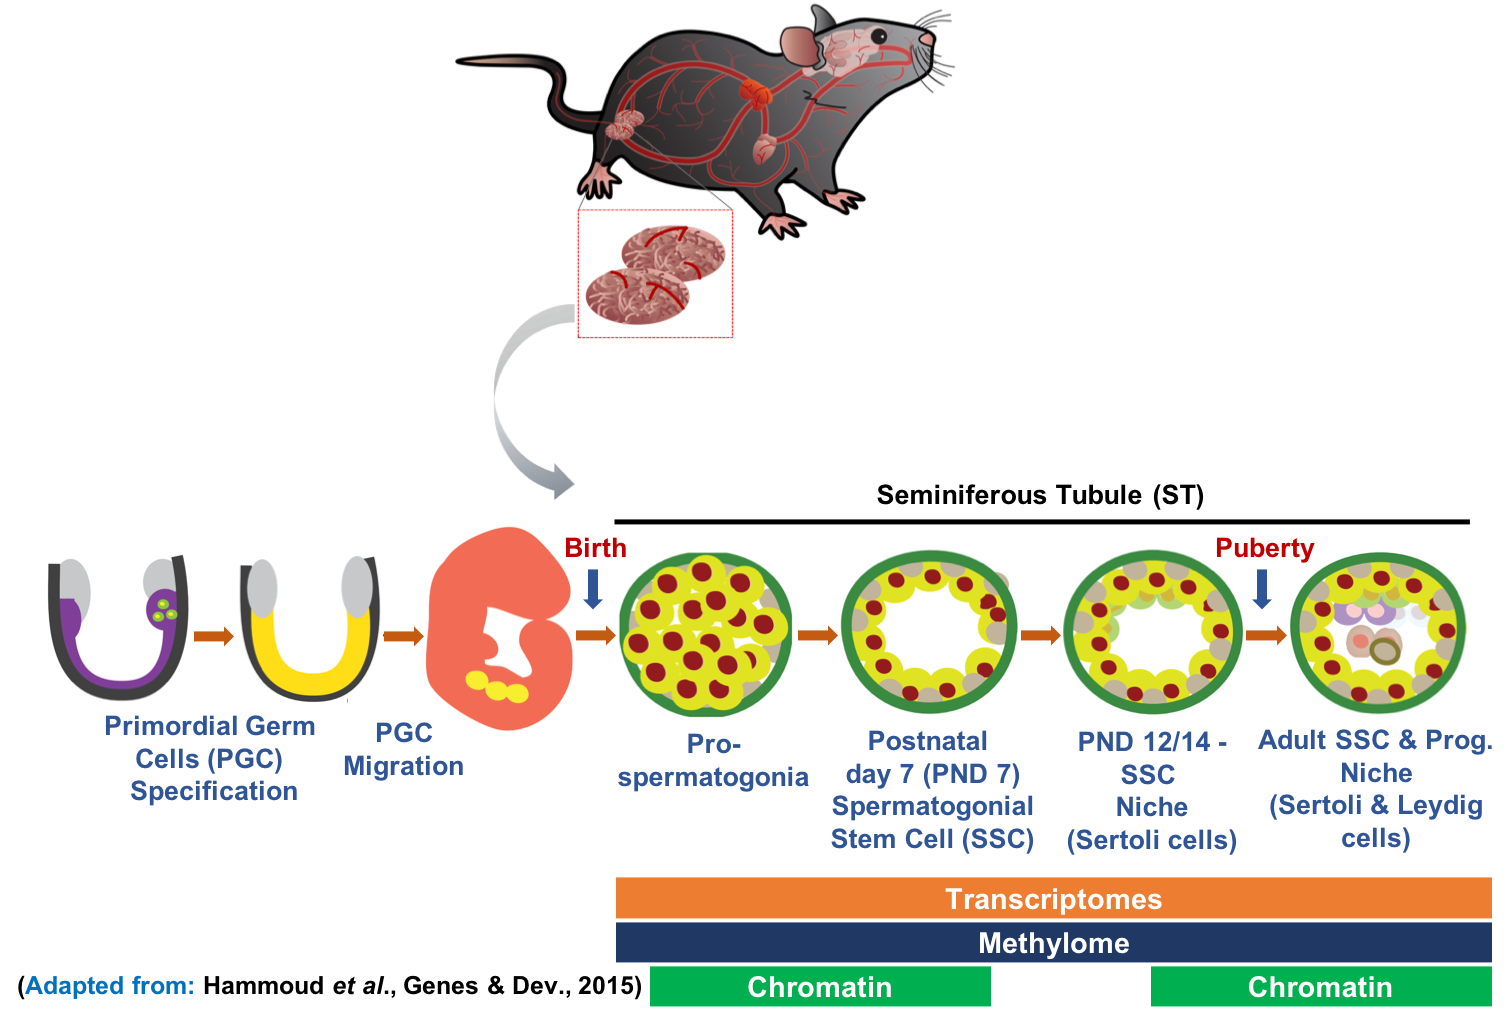 Seminiferous Tubule (ST)
Birth
Puberty
Primordial Germ
Cells (PGC)
Specification
PGC
Migration
Pro-
spermatogonia
Postnatal
day 7 (PND 7)
Spermatogonial
Stem Cell (SSC)
PND 12/14 -
SSC
Niche
(Sertoli cells)
Adult SSC & Prog.
Niche
(Sertoli & Leydig
cells)
Transcriptomes
Methylome
(Adapted from: Hammoud et al., Genes & Dev., 2015)
Chromatin
Chromatin